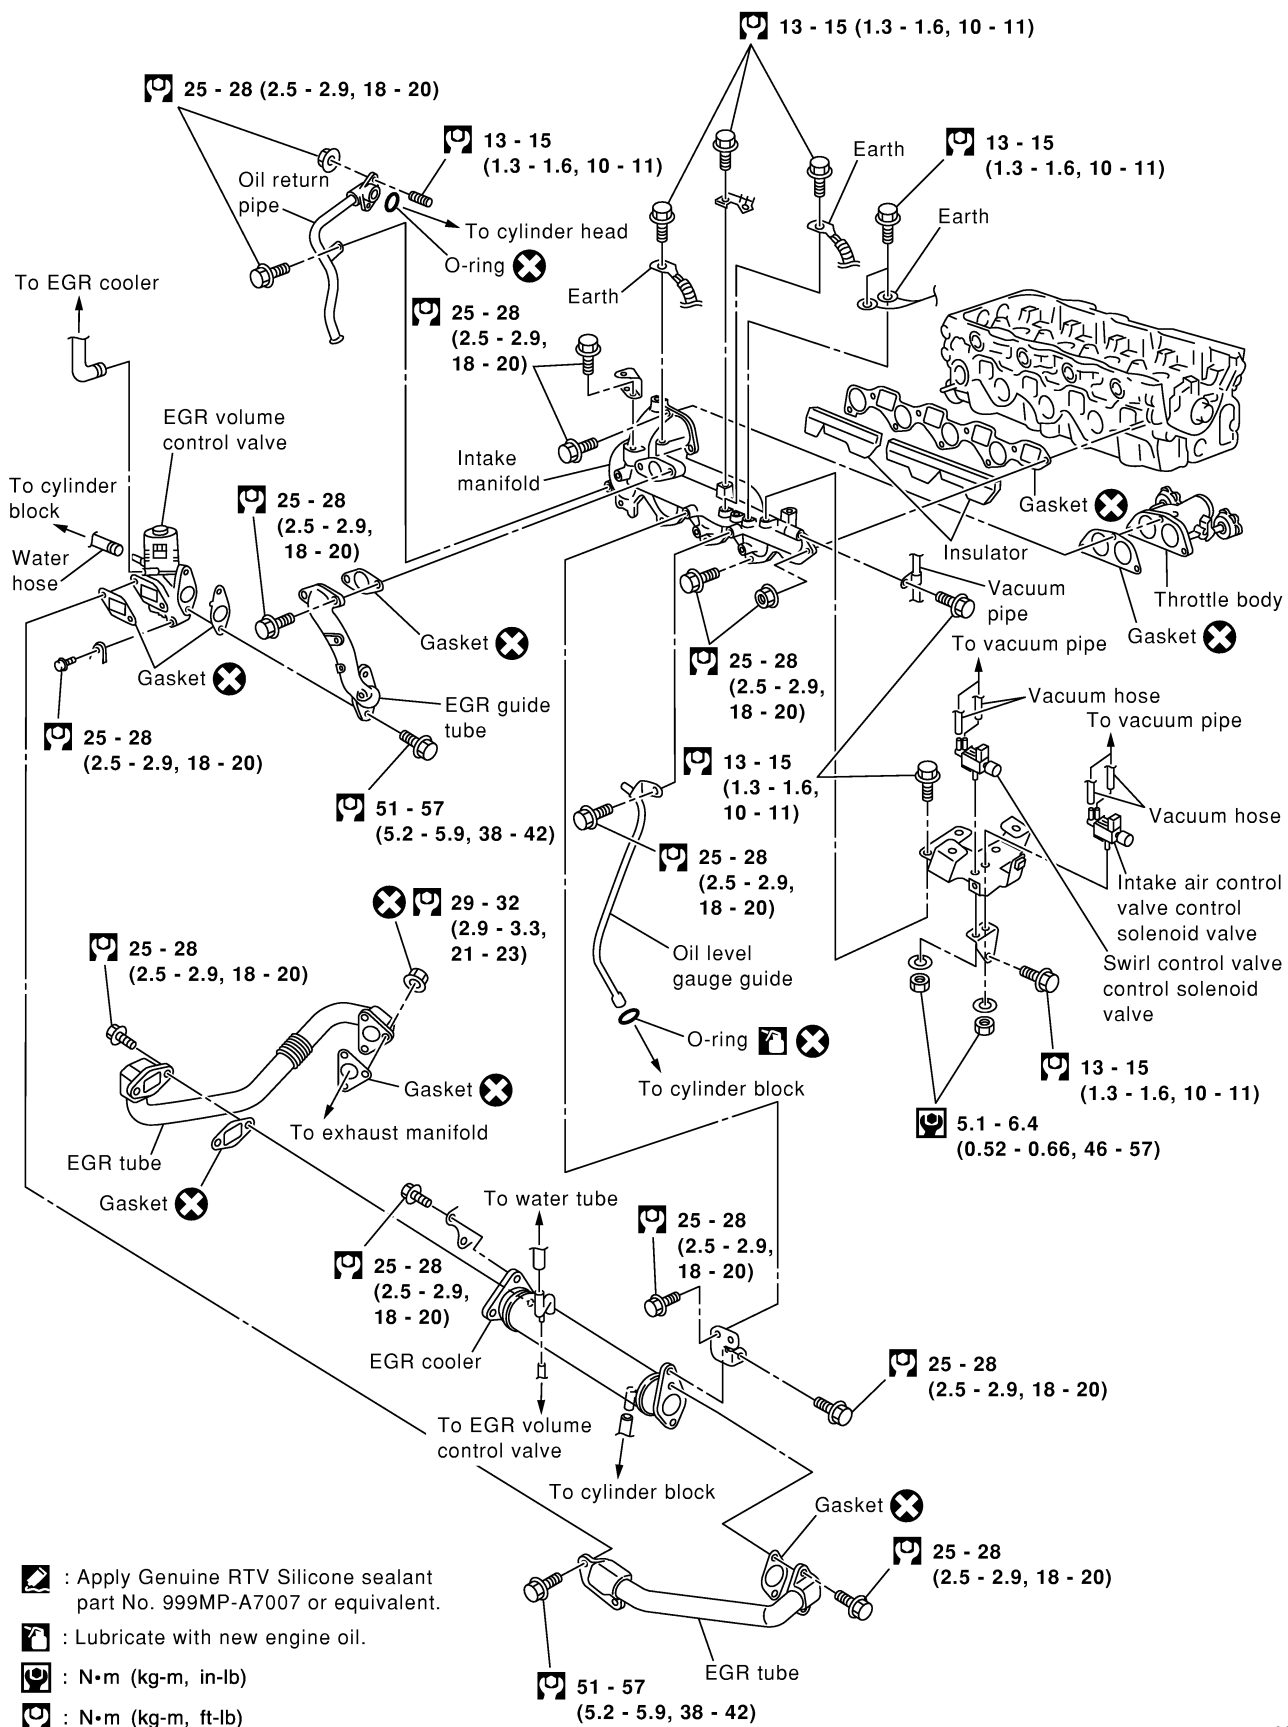 13 - 15 (1.3 - 1.6, 10 - 11)
25 - 28 (2.5 - 2.9, 18 - 20)
13 - 15
(1.3 - 1.6, 10 - 11)
Earth
13 - 15
(1.3 - 1.6, 10 - 11)
Oil return
pipe
Earth
To cylinder head
O-ring
To EGR cooler
Earth
25 - 28
(2.5 - 2.9,
18 - 20)
EGR volume
control valve
Intake
manifold
To cylinder
block
25 - 28
(2.5 - 2.9,
18 - 20)
Gasket
Water
hose
Insulator
Vacuum
pipe
Throttle body
Gasket
Gasket
To vacuum pipe
Gasket
25 - 28
(2.5 - 2.9,
18 - 20)
EGR guide
tube
Vacuum hose
To vacuum pipe
25 - 28
(2.5 - 2.9, 18 - 20)
13 - 15
(1.3 - 1.6,
10 - 11)
51 - 57
(5.2 - 5.9, 38 - 42)
Vacuum hose
25 - 28
(2.5 - 2.9,
18 - 20)
Intake air control
valve control
solenoid valve
29 - 32
(2.9 - 3.3,
21 - 23)
25 - 28
(2.5 - 2.9, 18 - 20)
Oil level
gauge guide
Swirl control valve
control solenoid
valve
O-ring
13 - 15
(1.3 - 1.6, 10 - 11)
Gasket
To cylinder block
To exhaust manifold
5.1 - 6.4
(0.52 - 0.66, 46 - 57)
EGR tube
Gasket
To water tube
25 - 28
(2.5 - 2.9,
18 - 20)
25 - 28
(2.5 - 2.9,
18 - 20)
EGR cooler
25 - 28
(2.5 - 2.9, 18 - 20)
To EGR volume
control valve
To cylinder block
Gasket
25 - 28
(2.5 - 2.9, 18 - 20)
EGR tube
51 - 57
(5.2 - 5.9, 38 - 42)
: Apply Genuine RTV Silicone sealant
part No. 999MP-A7007 or equivalent.
: Lubricate with new engine oil.
: N•m (kg-m, in-lb)
: N•m (kg-m, ft-lb)